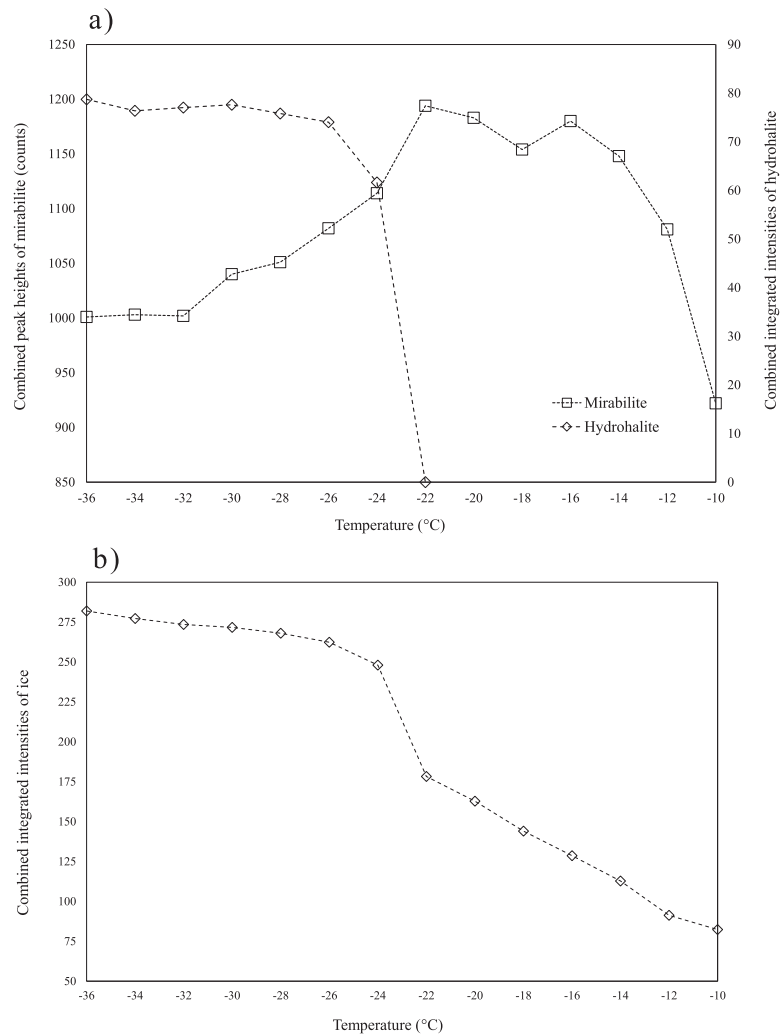 a)
1250
1200
1150
1100
1050
1000
950
900
850
Combined peak heights of mirabilite (counts)
90
80
70
60
50
40
30
20
10
0
Combined integrated intensities of hydrohalite
Mirabilite
Hydrohalite
-36 -34 -32 -30 -28 -26 -24 -22 -20 -18 -16 -14 -12 -10
Temperature (°C)
b)
300
275
250
225
200
175
150
125
100
75
50
Combined integrated intensities of ice
-36 -34 -32 -30 -28 -26 -24 -22 -20 -18 -16 -14 -12 -10
Temperature (°C)